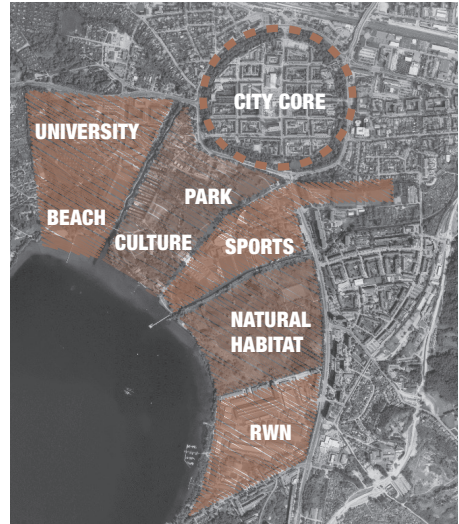 CITY CORE
UNIVERSITY
PARK
BEACH
CULTURE
SPORTS
NATURAL
HABITAT
RWN